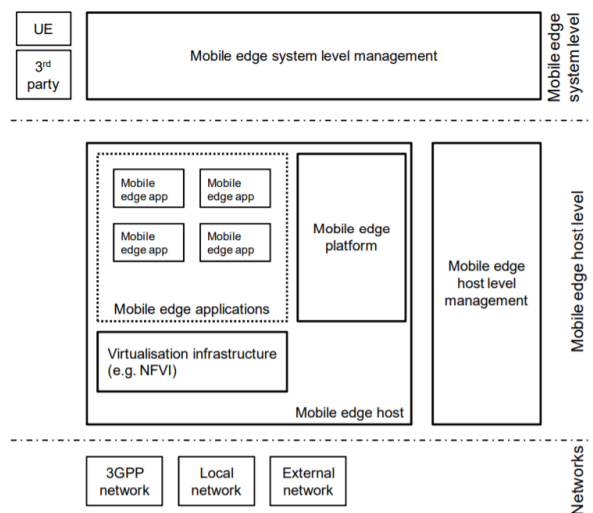 UE
3rd
party
Mobile edge system level management
Mobile edge
system level
Mobile
edge app
Mobile
edge app
Mobile
edge app
Mobile
edge app
Mobile edge applications
Mobile edge
platform
Virtualisation infrastructure
(e.g. NFVI)
Mobile edge host
Mobile edge
host level
management
Mobile edge host level
3GPP
network
Local
network
External
network
Networks